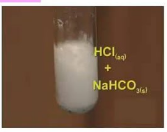 HCl(aq)
+
NaHCO3(s)